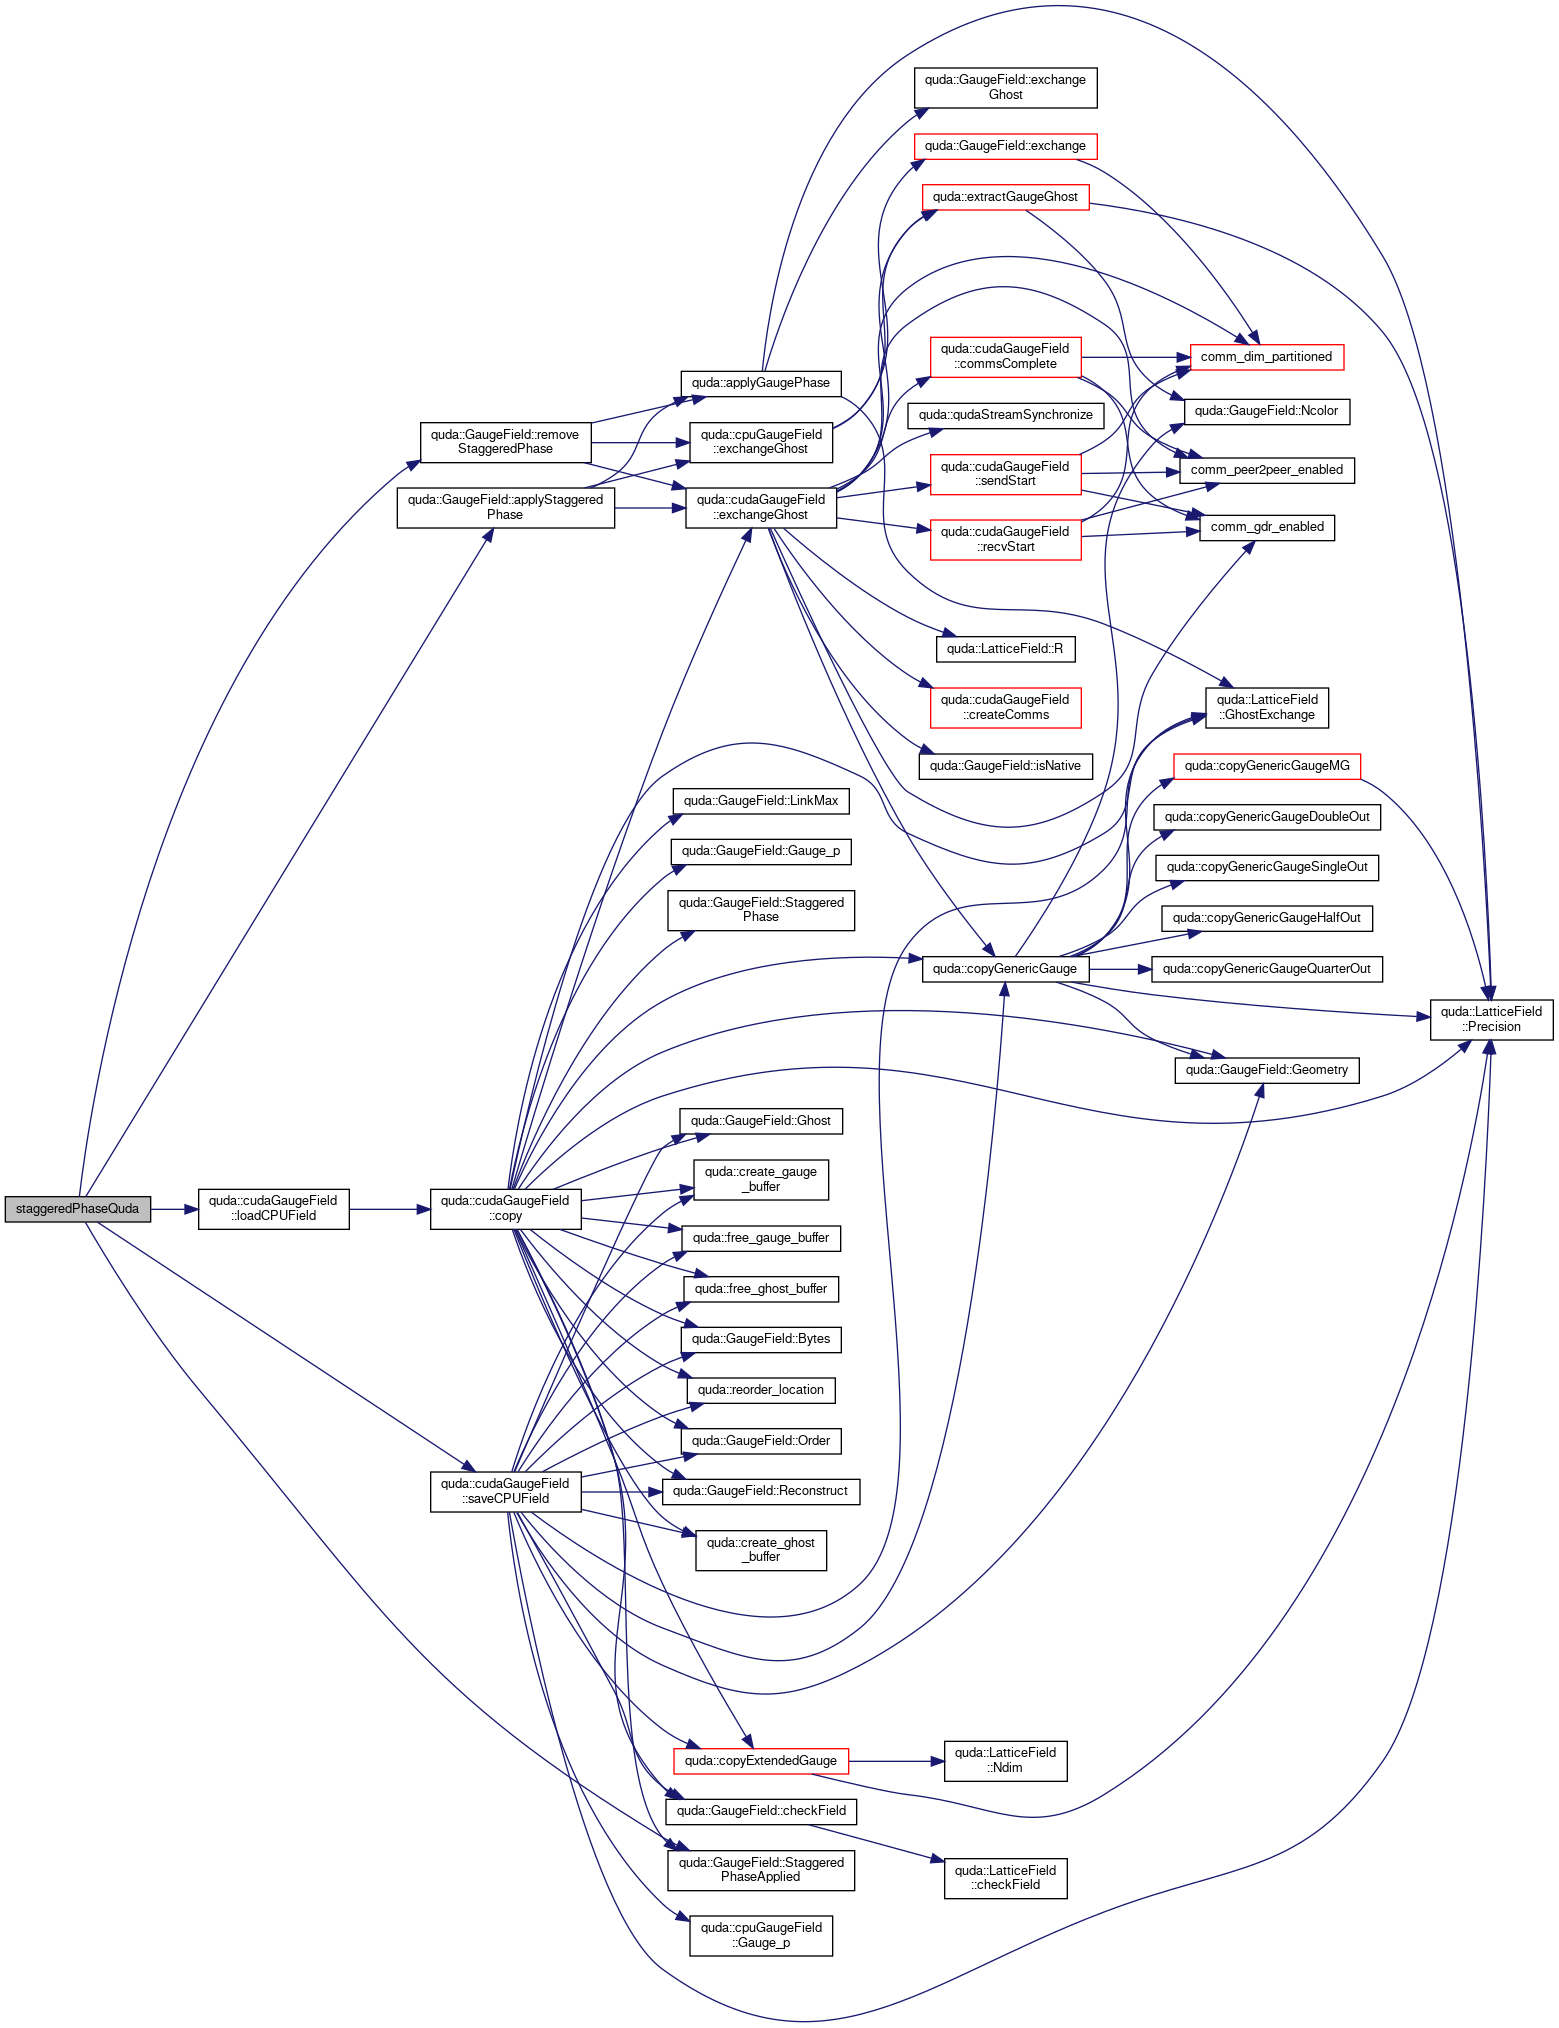 staggeredPhaseQuda
quda::GaugeField::remove
StaggeredPhase
quda::GaugeField::applyStaggered
Phase
quda::cudaGaugeField
::loadCPUField
quda::cudaGaugeField
::copy
quda::cudaGaugeField
::saveCPUField
quda::applyGaugePhase
quda::cpuGaugeField
::exchangeGhost
quda::cudaGaugeField
::exchangeGhost
quda::GaugeField::LinkMax
quda::GaugeField::Gauge_p
quda::GaugeField::Staggered
Phase
quda::GaugeField::Ghost
quda::create_gauge
_buffer
quda::free_gauge_buffer
quda::free_ghost_buffer
quda::GaugeField::Bytes
quda::reorder_location
quda::GaugeField::Order
quda::GaugeField::Reconstruct
quda::create_ghost
_buffer
quda::copyExtendedGauge
quda::GaugeField::checkField
quda::GaugeField::Staggered
PhaseApplied
quda::cpuGaugeField
::Gauge_p
quda::GaugeField::exchange
Ghost
quda::GaugeField::exchange
quda::extractGaugeGhost
quda::cudaGaugeField
::commsComplete
quda::qudaStreamSynchronize
quda::cudaGaugeField
::sendStart
quda::cudaGaugeField
::recvStart
quda::LatticeField::R
quda::cudaGaugeField
::createComms
quda::GaugeField::isNative
quda::copyGenericGauge
quda::LatticeField
::Ndim
quda::LatticeField
::checkField
comm_dim_partitioned
quda::GaugeField::Ncolor
comm_peer2peer_enabled
comm_gdr_enabled
quda::LatticeField
::GhostExchange
quda::copyGenericGaugeMG
quda::copyGenericGaugeDoubleOut
quda::copyGenericGaugeSingleOut
quda::copyGenericGaugeHalfOut
quda::copyGenericGaugeQuarterOut
quda::GaugeField::Geometry
quda::LatticeField
::Precision